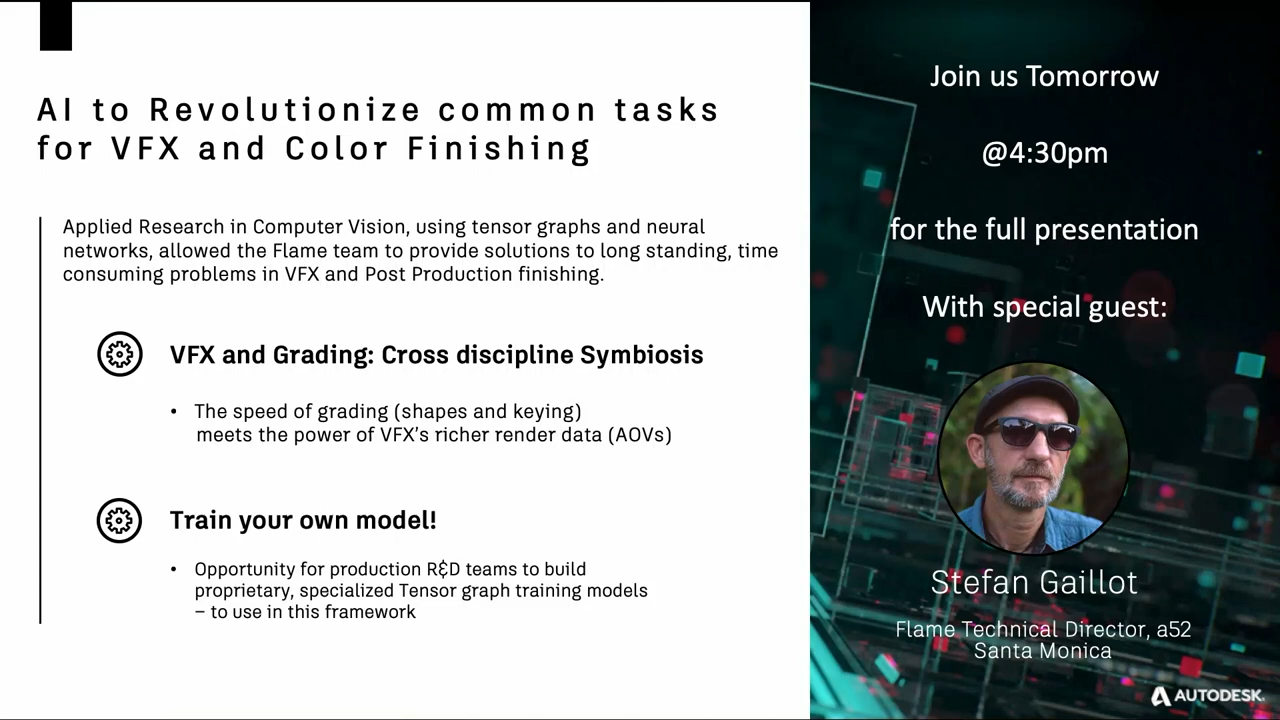 AI to Revolutionize common tasks
for VFX and Color Finishing
Applied Research in Computer Vision, using tensor graphs and neural
networks, allowed the Flame team to provide solutions to long standing, time
consuming problems in VFX and Post Production finishing.
VFX and Grading: Cross discipline Symbiosis
• The speed of grading (shapes and keying)
meets the power of VFX's richer render data (AOVs)
Train your own model!
• Opportunity for production R&D teams to build
proprietary, specialized Tensor graph training models
– to use in this framework
Join us Tomorrow
@4:30pm
for the full presentation
With special guest:
Stefan Gaillot
Flame Technical Director, a52
Santa Monica
AUTODESK.